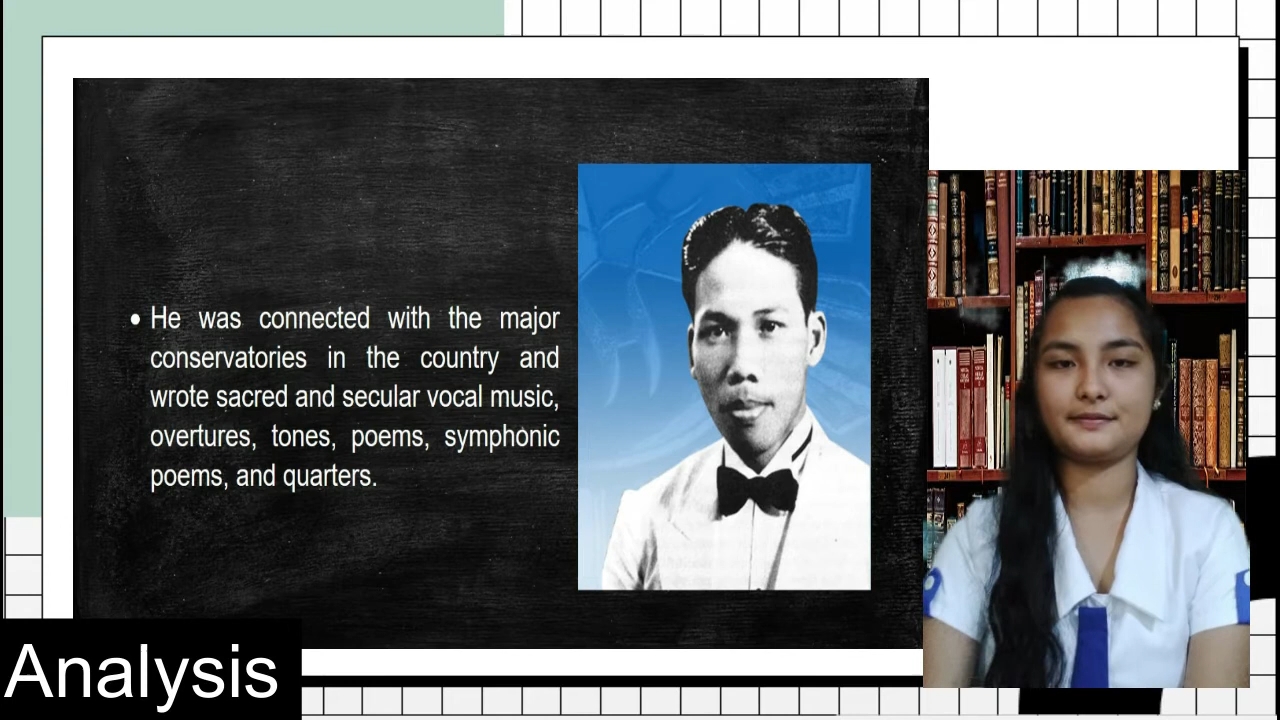 • He was connected with the major
conservatories in the country and
wrote sacred and secular vocal music,
overtures, tones, poems, symphonic
poems, and quarters.
Analysis